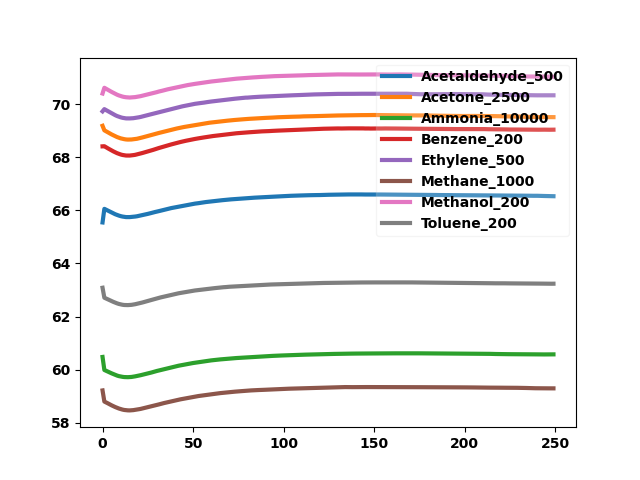 70
68
66
64
62
60
58
0
50
100
150
200
250
Acetaldehyde_500
Acetone_2500
Ammonia_10000
Benzene_200
Ethylene_500
Methane_1000
Methanol_200
Toluene_200